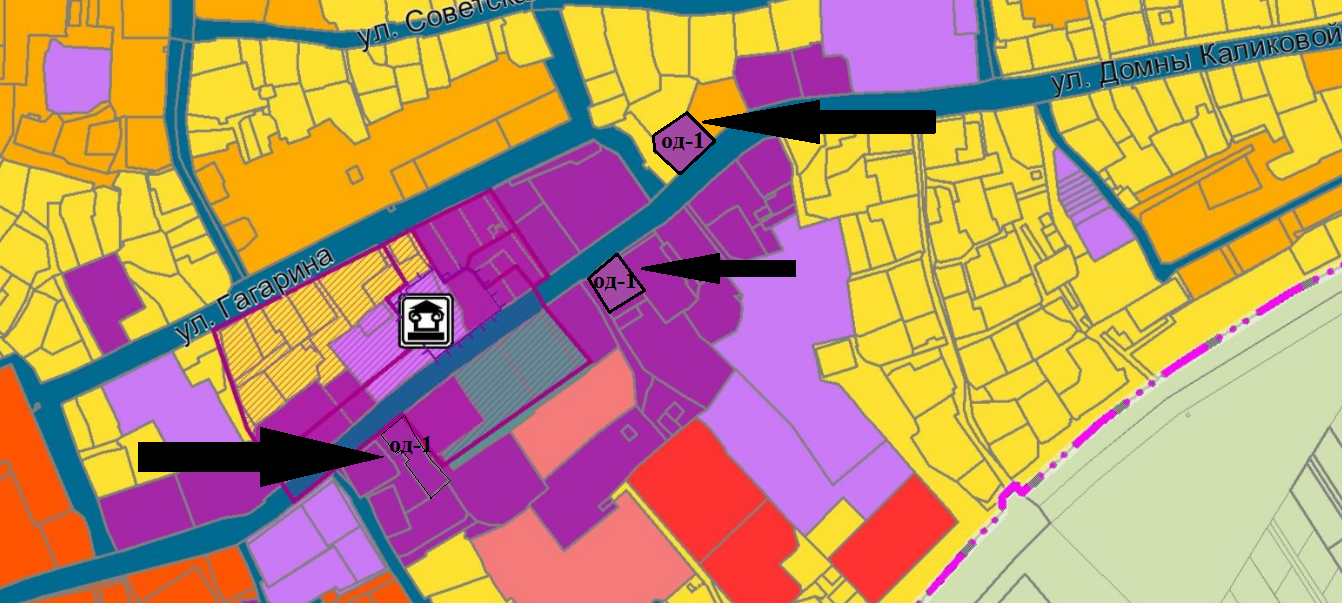 ул. Советска
ул. Домны Каликовой
од-1
ул. Гагарина
од-1
од-1